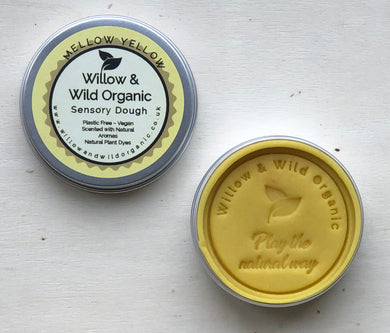 MELLOW YELLOW
Willow &
Wild Organic
Sensory Dough
Plastic Free - Vegan
Scented with Natural
Aromas
Natural Plant Dyes
www.willowandwildorganic.co.uk
Willow & Wild Organic
Play the
natural way